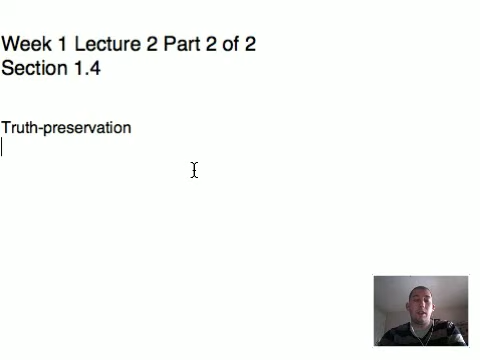 Week 1 Lecture 2 Part 2 of 2
Section 1.4
Truth-preservation